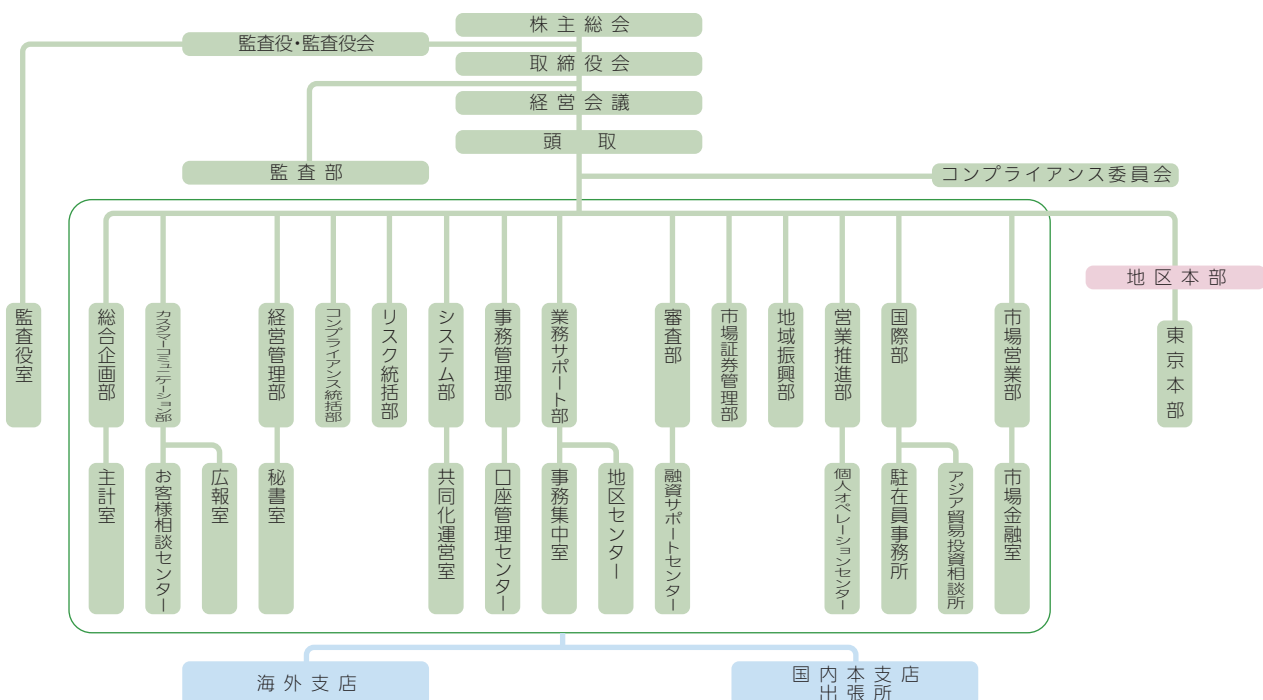 株主総会
監査役・監査役会
取締役会
経営会議
頭取
監査部
コンプライアンス委員会
地区本部
監査役室
総合企画部
カスタマーコミュニケーション部
経営管理部
コンプライアンス統括部
リスク統括部
システム部
事務管理部
業務サポート部
審査部
市場証券管理部
地域振興部
営業推進部
国際部
市場営業部
東京本部
主計室
お客様相談センター
広報室
秘書室
共同化運営室
口座管理センター
事務集中室
地区センター
融資サポートセンター
個人オペレーションセンター
駐在員事務所
アジア貿易投資相談所
市場金融室
海外支店
国内本支店
出張所